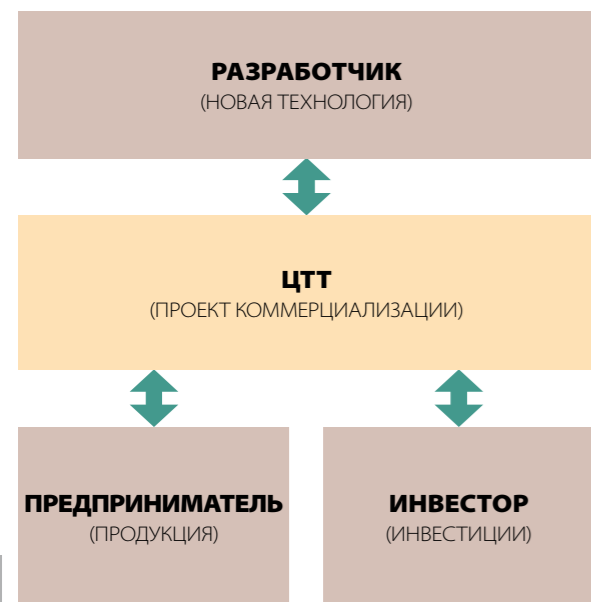 РАЗРАБОТЧИК
(НОВАЯ ТЕХНОЛОГИЯ)
ЦТТ
(ПРОЕКТ КОММЕРЦИАЛИЗАЦИИ)
ПРЕДПРИНИМАТЕЛЬ
(ПРОДУКЦИЯ)
ИНВЕСТОР
(ИНВЕСТИЦИИ)